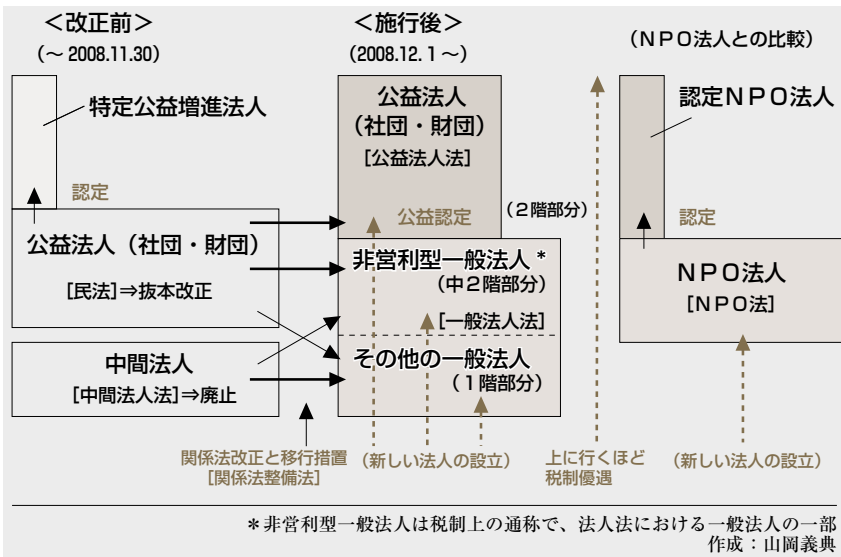 ＜改正前＞
（～2008.11.30）
特定公益増進法人
認定
公益法人（社団・財団）
[民法]⇒抜本改正
中間法人
[中間法人法]⇒廃止
関係法改正と移行措置
[関係法整備法]
＜施行後＞
（2008.12. 1～）
公益法人
（社団・財団）
[公益法人法]
公益認定
（２階部分）
非営利型一般法人＊
（中２階部分）
[一般法人法]
その他の一般法人
（１階部分）
（新しい法人の設立）
上に行くほど
税制優遇
（ＮＰＯ法人との比較）
認定ＮＰＯ法人
認定
ＮＰＯ法人
[ＮＰＯ法]
（新しい法人の設立）
＊非営利型一般法人は税制上の通称で、法人法における一般法人の一部
作成：山岡義典